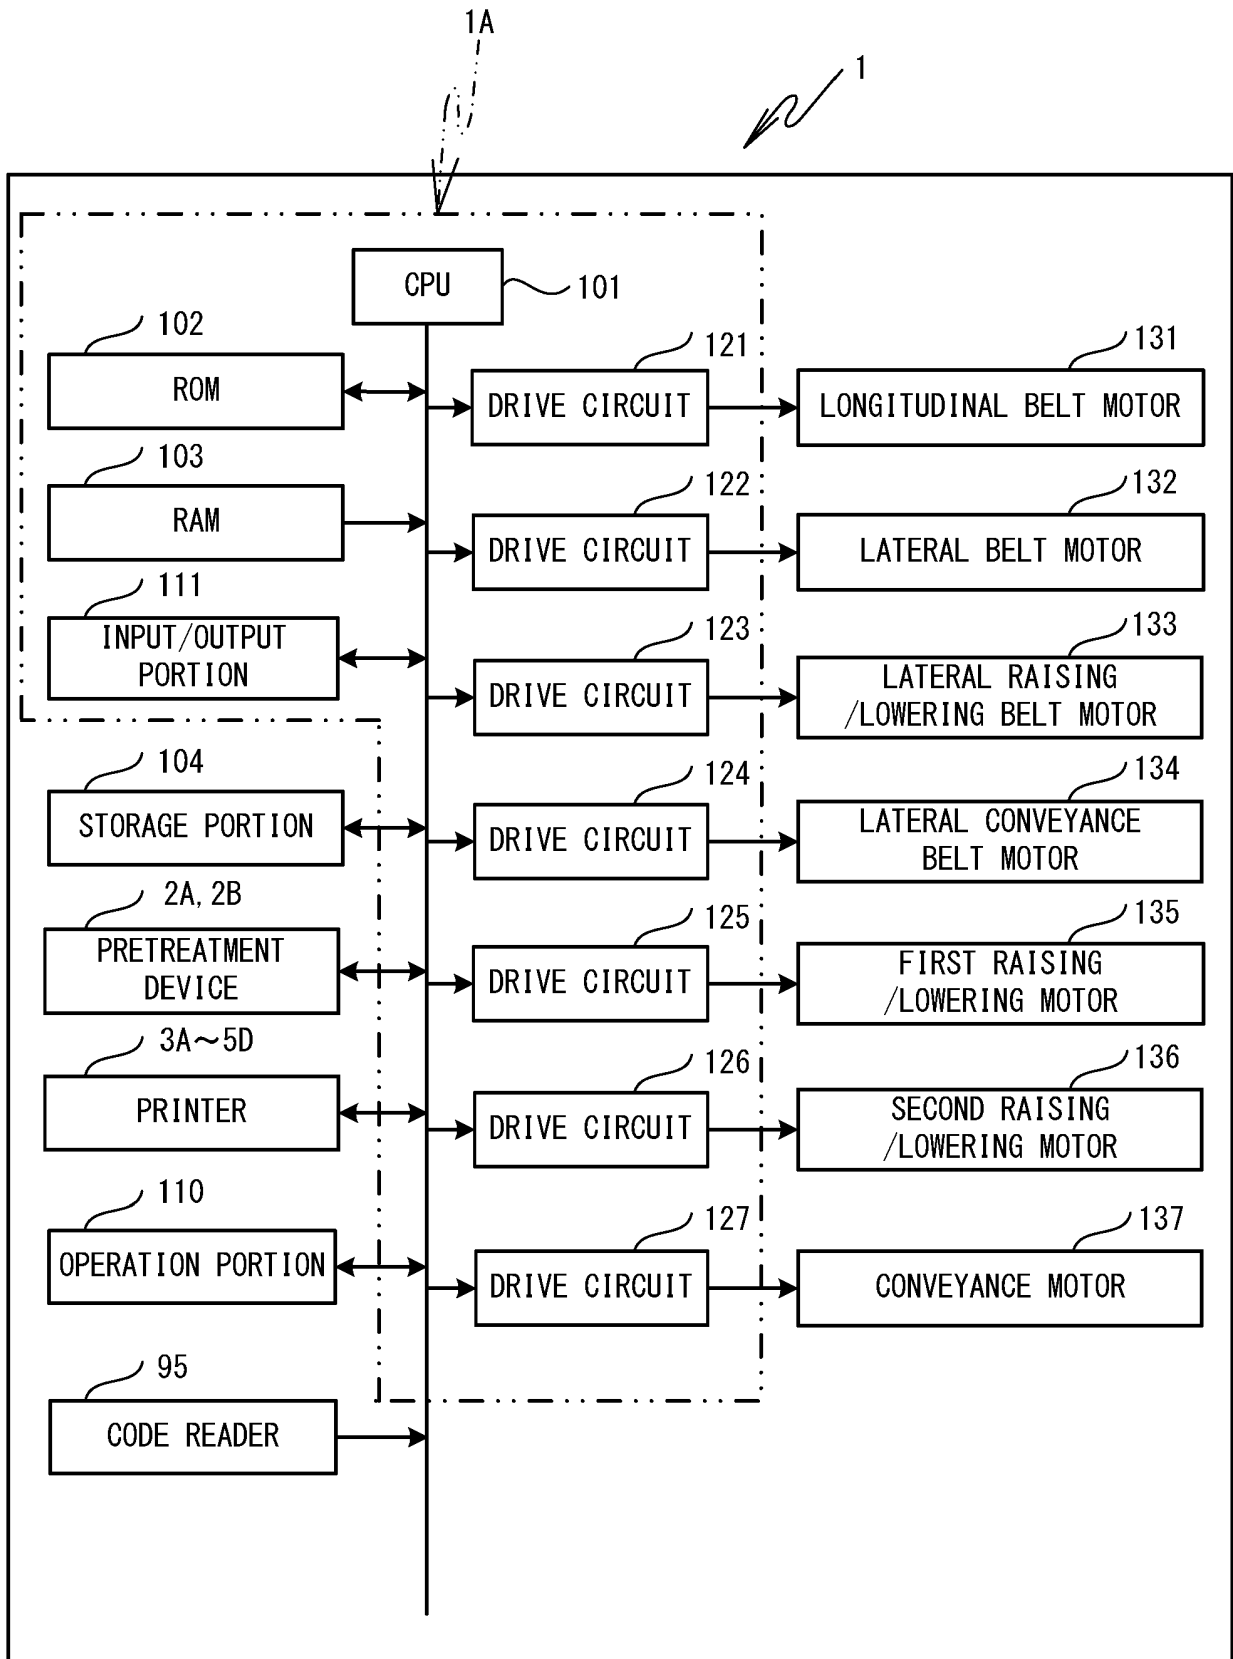 1A
1
CPU
101
102
ROM
103
RAM
111
INPUT/OUTPUT
PORTION
104
STORAGE PORTION
2A, 2B
PRETREATMENT
DEVICE
3A～5D
PRINTER
110
OPERATION PORTION
95
CODE READER
121
DRIVE CIRCUIT
122
DRIVE CIRCUIT
123
DRIVE CIRCUIT
124
DRIVE CIRCUIT
125
DRIVE CIRCUIT
126
DRIVE CIRCUIT
127
DRIVE CIRCUIT
131
LONGITUDINAL BELT MOTOR
132
LATERAL BELT MOTOR
133
LATERAL RAISING
/LOWERING BELT MOTOR
134
LATERAL CONVEYANCE
BELT MOTOR
135
FIRST RAISING
/LOWERING MOTOR
136
SECOND RAISING
/LOWERING MOTOR
137
CONVEYANCE MOTOR